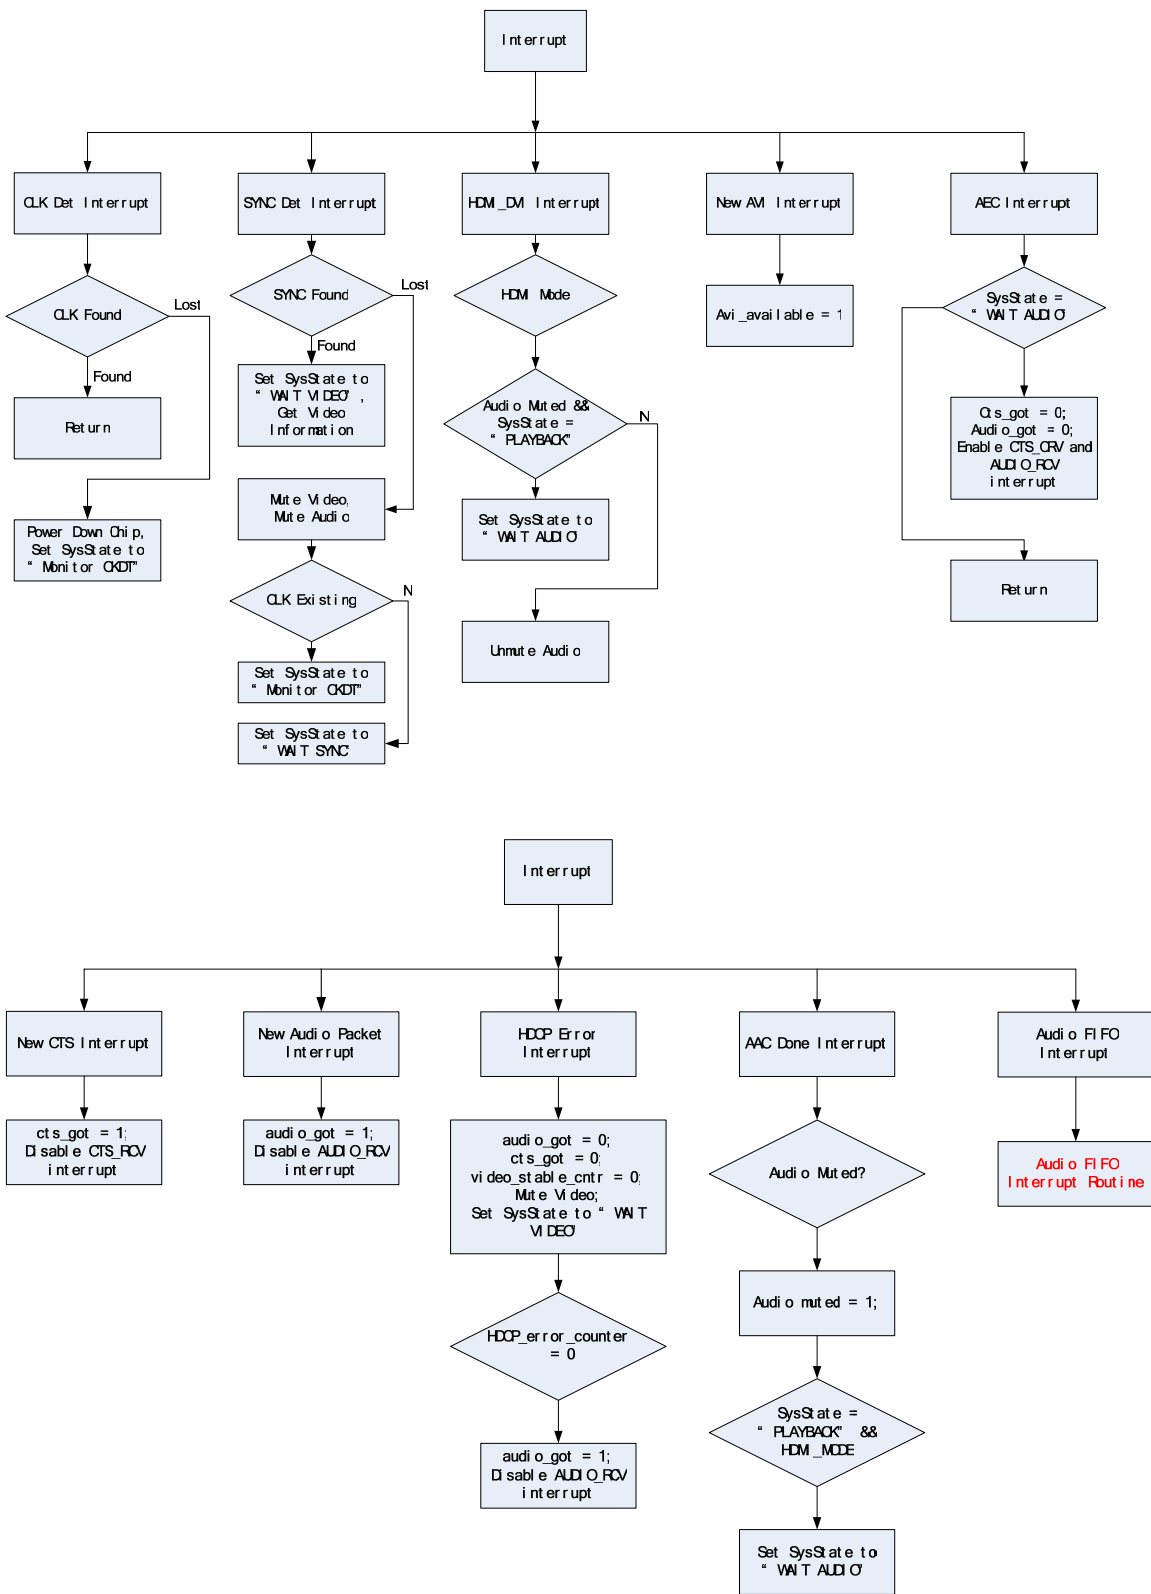 Interrupt
CLK Det Interrupt
SYNC Det Interrupt
HDMI_DVI Interrupt
New AVI Interrupt
AEC Interrupt
CLK Found
Lost
Found
Return
Power Down Chip,
Set SysState to
“Monitor CKDT”
SYNC Found
Lost
Found
Set SysState to
“WAIT VIDEO”,
Get Video
Information
Mute Video,
Mute Audio
CLK Existing
N
Set SysState to
“Monitor CKDT”
Set SysState to
“WAIT SYNC”
HDMI Mode
Audio Muted &&
SysState =
“PLAYBACK”
N
Set SysState to
“WAIT AUDIO”
Unmute Audio
Avi_available = 1
SysState =
“WAIT AUDIO”
Cts_got = 0;
Audio_got = 0;
Enable CTS_CRV and
AUDIO_RCV
interrupt
Return
Interrupt
New CTS Interrupt
New Audio Packet
Interrupt
HDCP Error
Interrupt
AAC Done Interrupt
Audio FIFO
Interrupt
cts_got = 1;
Disable CTS_RCV
interrupt
audio_got = 1;
Disable AUDIO_RCV
interrupt
audio_got = 0;
cts_got = 0;
video_stable_cntr = 0;
Mute Video;
Set SysState to “WAIT
VIDEO”
HDCP_error_counter
= 0
audio_got = 1;
Disable AUDIO_RCV
interrupt
Audio Muted?
Audio muted = 1;
SysState =
“PLAYBACK” &&
HDMI_MODE
Set SysState to
“WAIT AUDIO”
Audio FIFO
Interrupt Routine